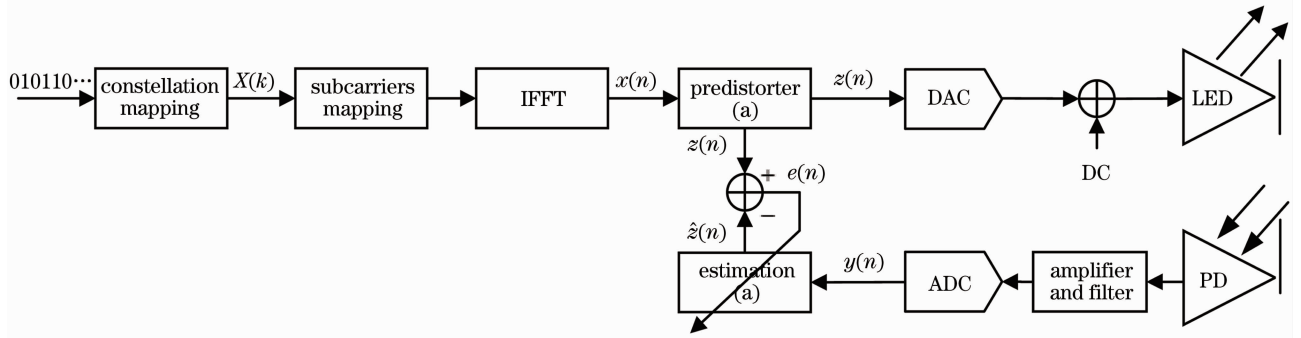 010110···
constellation
mapping
X(k)
subcarriers
mapping
IFFT
x(n)
predistorter
(a)
z(n)
DAC
DC
LED
z(n)
+
e(n)
−
ẑ(n)
estimation
(a)
y(n)
ADC
amplifier
and filter
PD